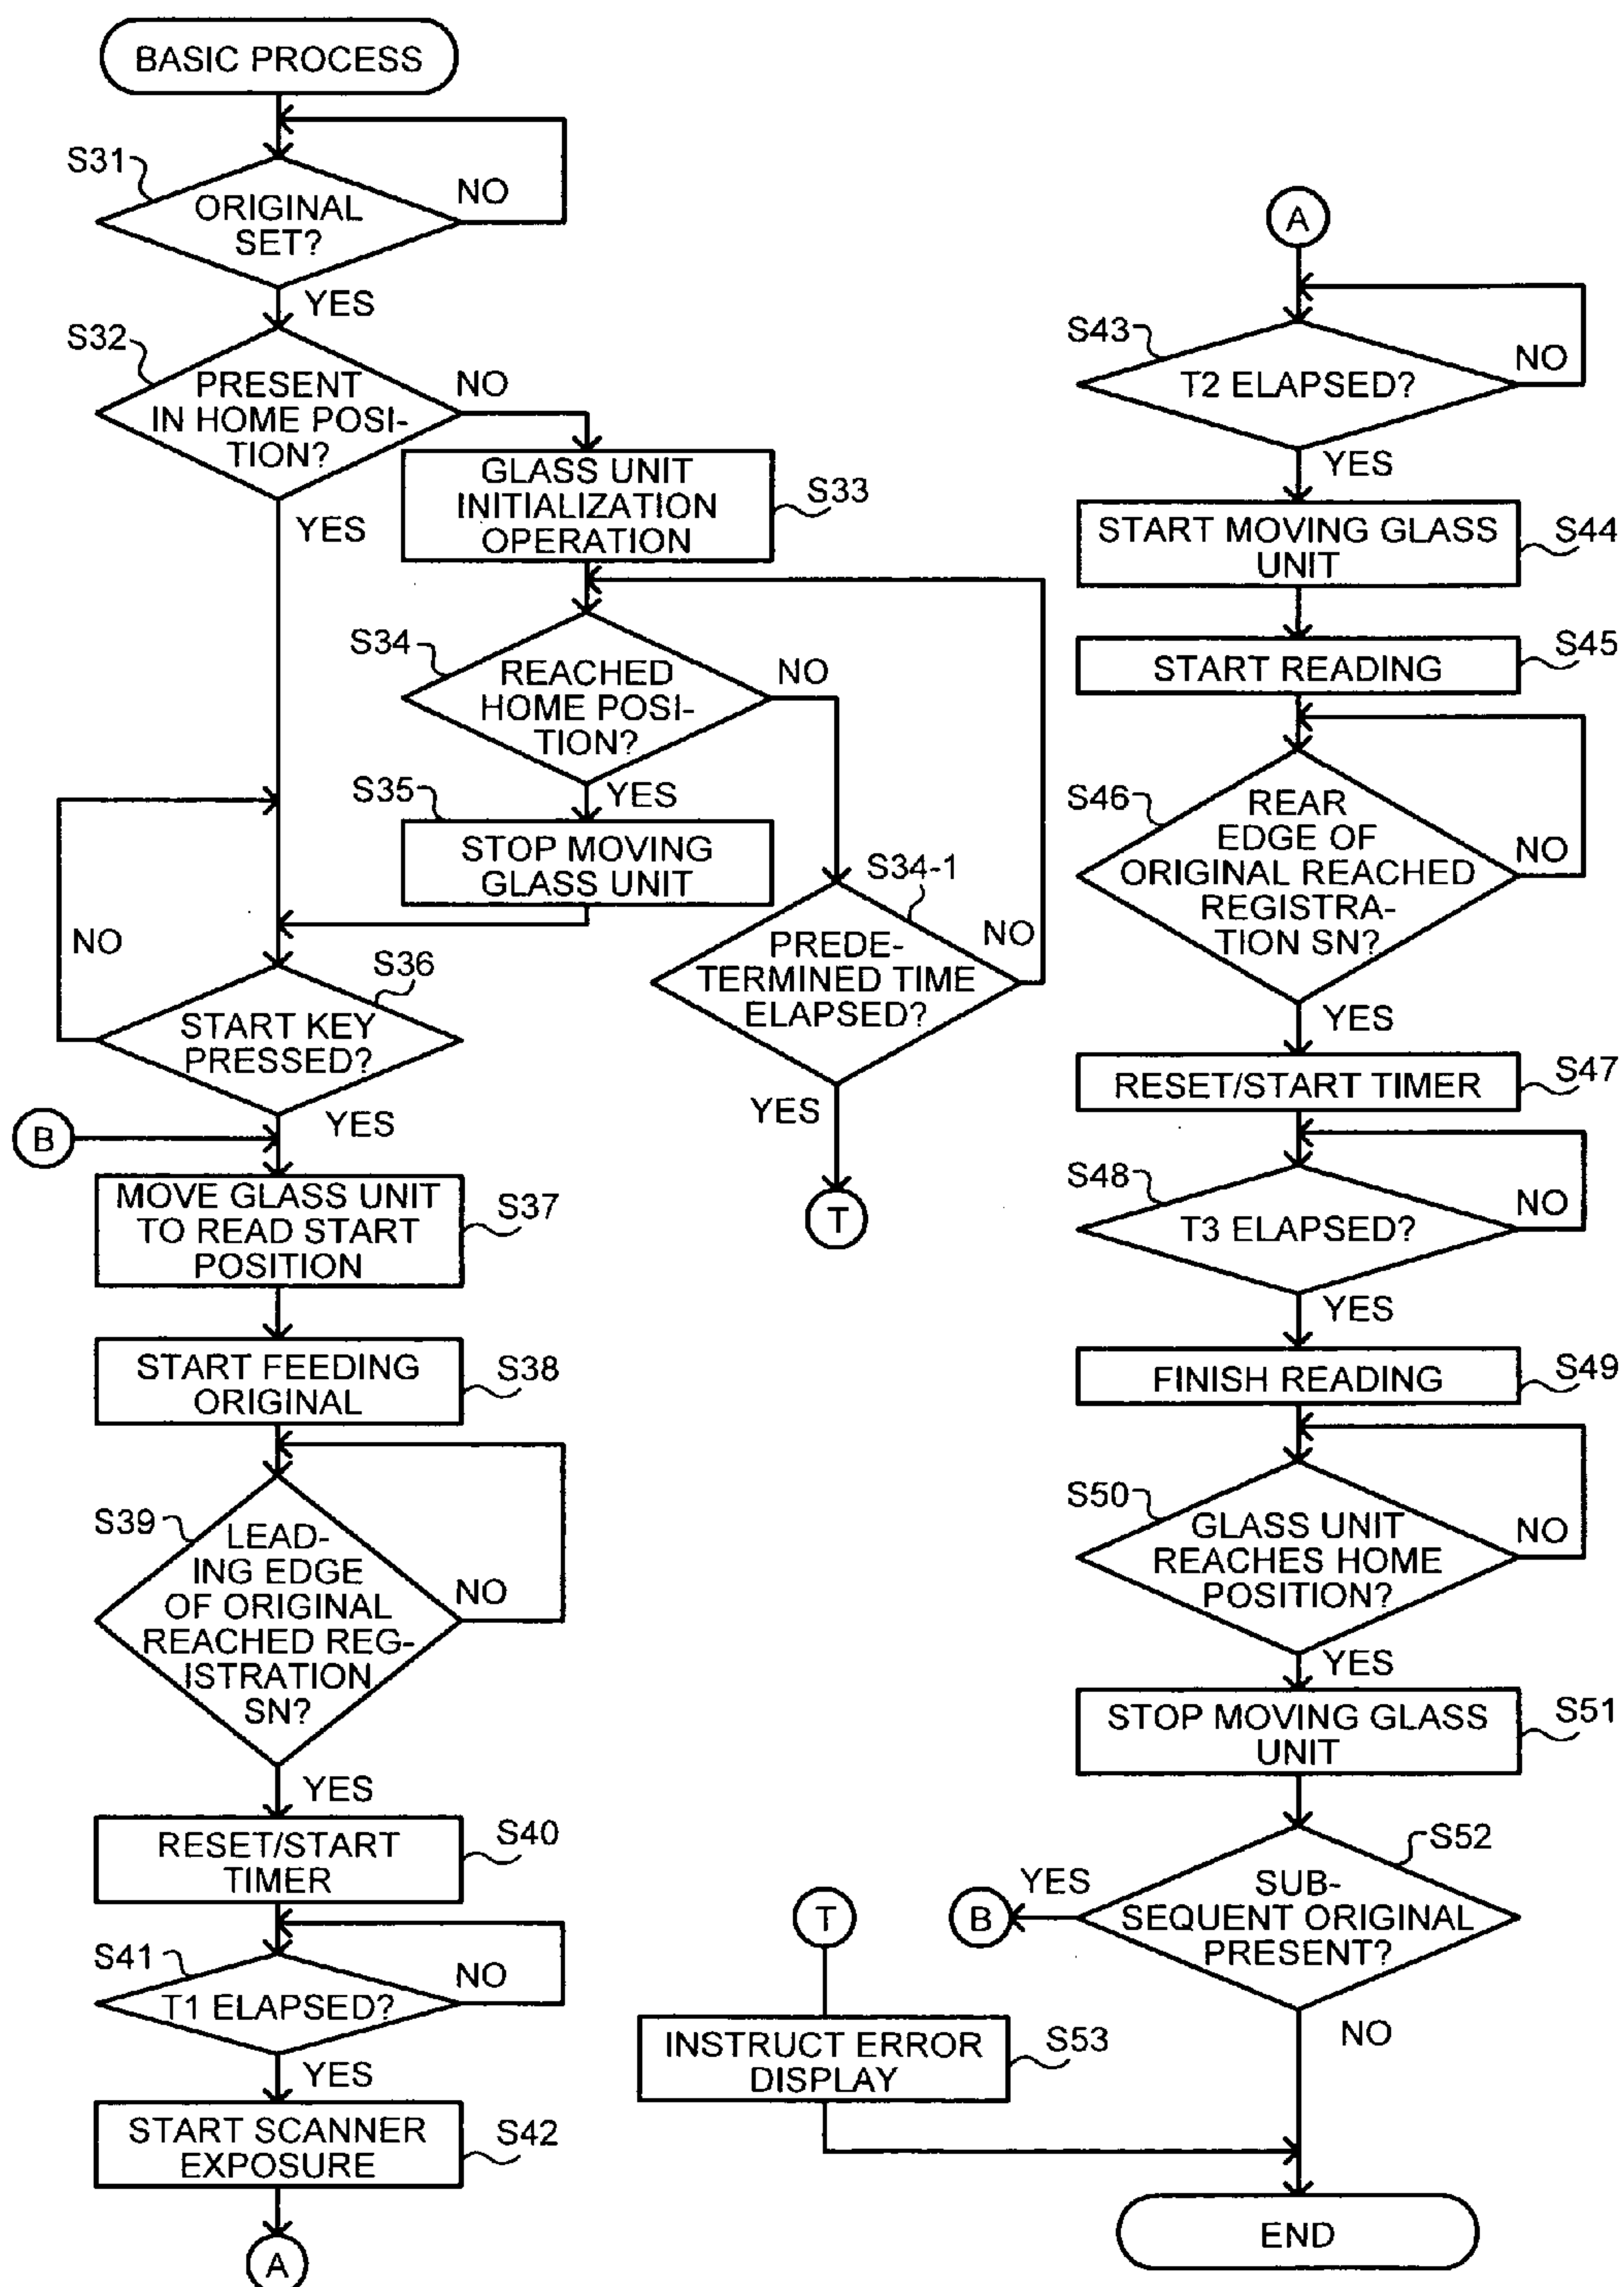 BASIC PROCESS
S31
ORIGINAL
SET?
NO
YES
S32
PRESENT
IN HOME POSI-
TION?
NO
YES
GLASS UNIT
INITIALIZATION
OPERATION
S33
S34
REACHED
HOME POSI-
TION?
NO
YES
S35
STOP MOVING
GLASS UNIT
S34-1
PREDE-
TERMINED TIME
ELAPSED?
NO
YES
T
NO
S36
START KEY
PRESSED?
YES
B
MOVE GLASS UNIT
TO READ START
POSITION
S37
START FEEDING
ORIGINAL
S38
S39
LEAD-
ING EDGE
OF ORIGINAL
REACHED REG-
ISTRATION
SN?
NO
YES
RESET/START
TIMER
S40
S41
T1 ELAPSED?
NO
YES
START SCANNER
EXPOSURE
S42
A
A
S43
T2 ELAPSED?
NO
YES
START MOVING GLASS
UNIT
S44
START READING
S45
S46
REAR
EDGE OF
ORIGINAL REACHED
REGISTRA-
TION SN?
NO
YES
RESET/START TIMER
S47
S48
T3 ELAPSED?
NO
YES
FINISH READING
S49
S50
GLASS UNIT
REACHES HOME
POSITION?
NO
YES
STOP MOVING GLASS
UNIT
S51
S52
SUB-
SEQUENT ORIGINAL
PRESENT?
YES
B
NO
T
INSTRUCT ERROR
DISPLAY
S53
END